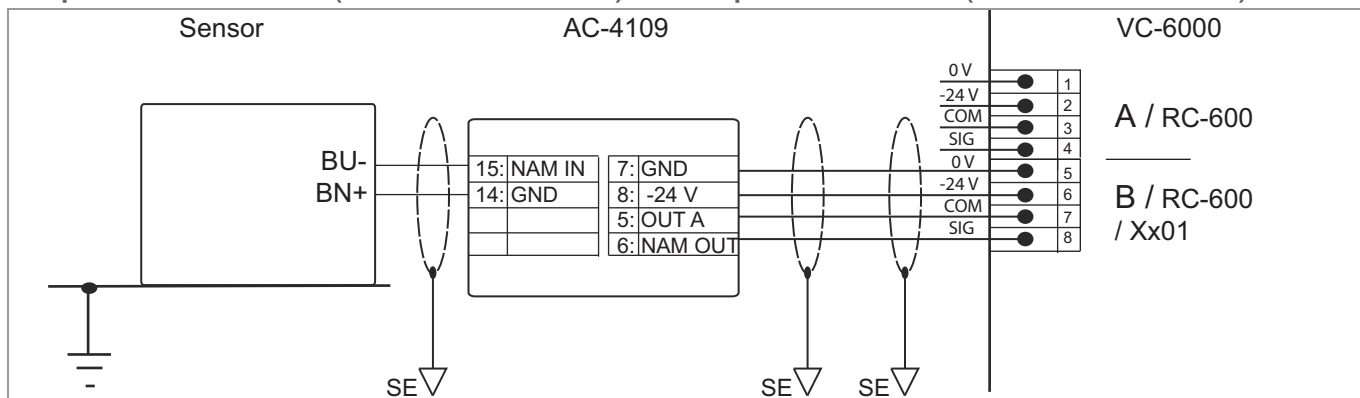 Sensor AC-4109 VC-6000
0 V 1
-24 V 2
COM 3
SIG 4
0 V 5
-24 V 6
COM 7
SIG 8
A / RC-600
B / RC-600
/ Xx01
BU-
BN+
15: NAM IN 7: GND
14: GND 8: -24 V
5: OUT A
6: NAM OUT
SE SE SE